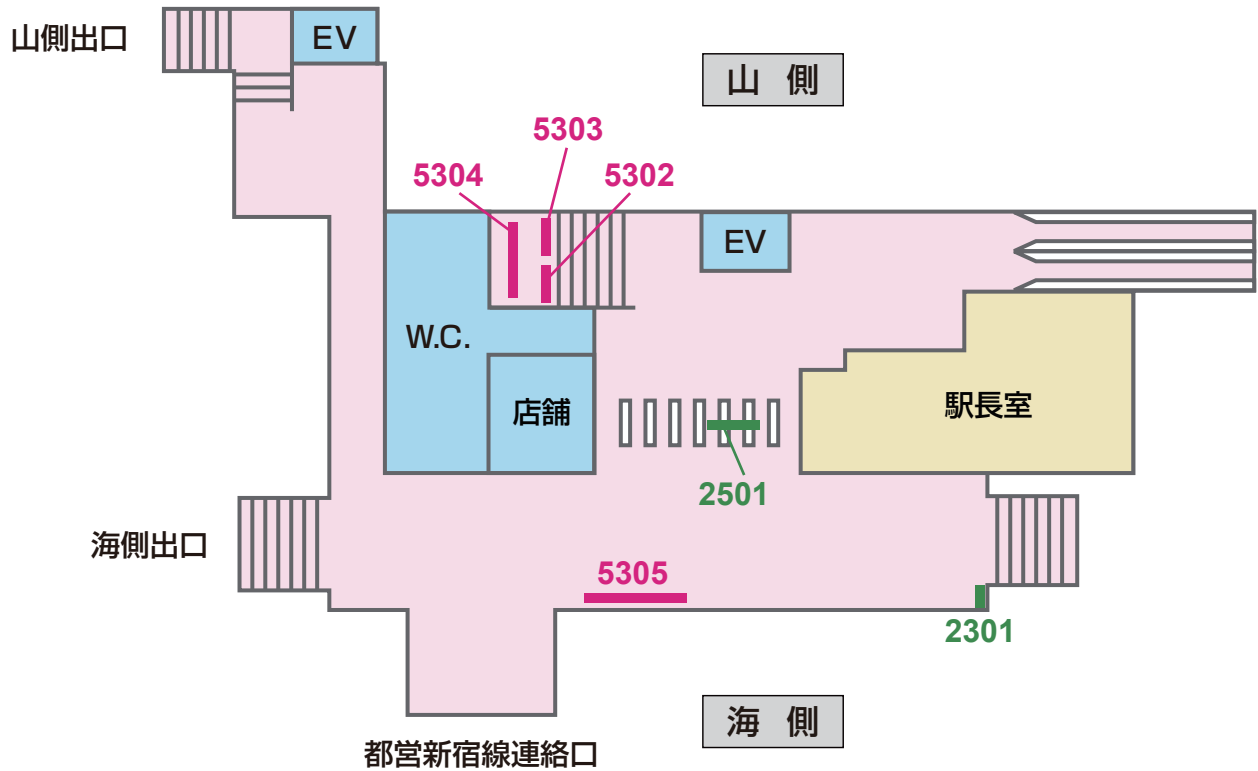 山側出口
EV
山 側
5303
5304
5302
EV
W.C.
店舗
駅長室
2501
海側出口
5305
2301
海 側
都営新宿線連絡口